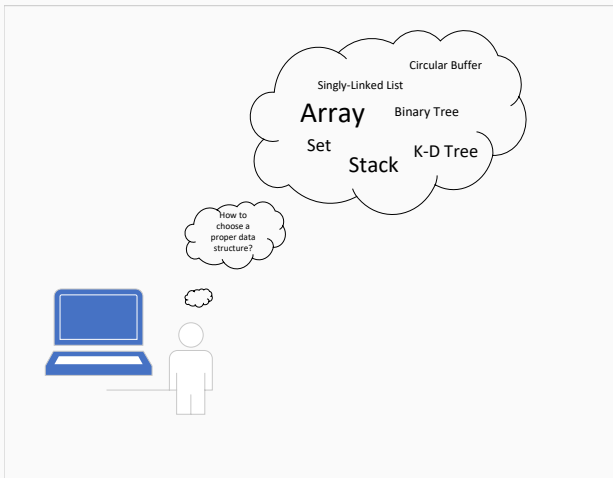 Circular Buffer
Singly-Linked List
Array
Binary Tree
Set
K-D Tree
Stack
How to
choose a
proper data
structure?